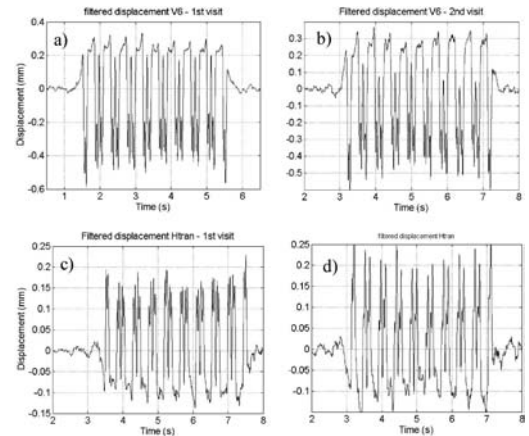 filtered displacement V6 - 1st visit
a)
0.4
0.2
0
-0.2
-0.4
-0.6
Displacement (mm)
1 2 3 4 5 6
Time (s)
Filtered displacement V6 - 2nd visit
b)
0.3
0.2
0.1
0
-0.1
-0.2
-0.3
-0.4
-0.5
2 3 4 5 6 7 8
Time (s)
Filtered displacement Htran - 1st visit
c)
0.25
0.2
0.15
0.1
0.05
0
-0.05
-0.1
-0.15
Displacement (mm)
2 3 4 5 6 7 8
Time (s)
filtered displacement Htran
d)
0.25
0.2
0.15
0.1
0.05
0
-0.05
-0.1
-0.15
2 3 4 5 6 7 8
Time (s)